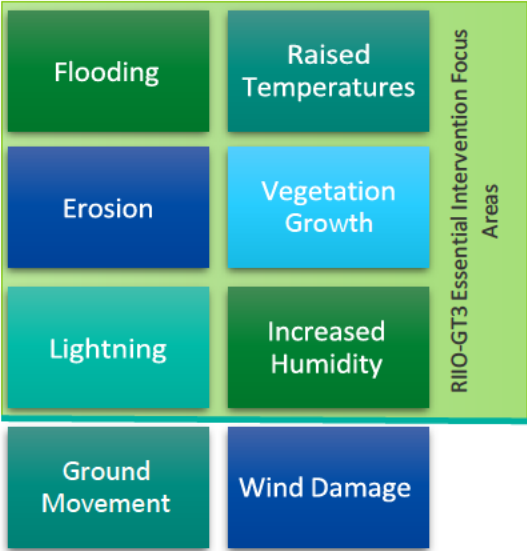 Flooding
Raised
Temperatures
Erosion
Vegetation
Growth
Lightning
Increased
Humidity
RIIO-GT3 Essential Intervention Focus
Areas
Ground
Movement
Wind Damage